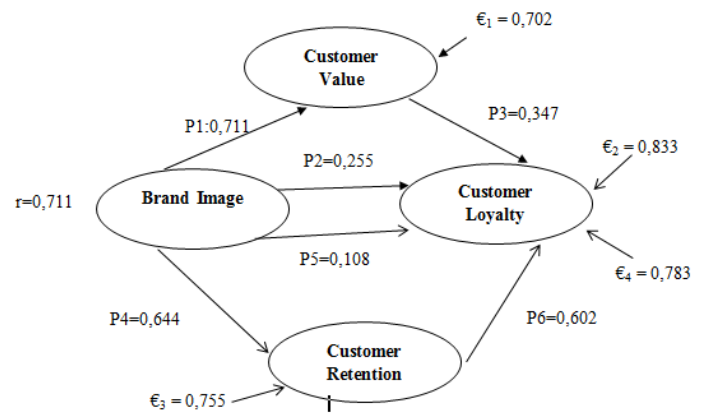 €1 = 0,702
Customer
Value
P1:0,711
P3=0,347
€2 = 0,833
P2=0,255
Brand Image
Customer
Loyalty
r=0,711
P5=0,108
€4 = 0,783
P4=0,644
P6=0,602
Customer
Retention
€3 = 0,755